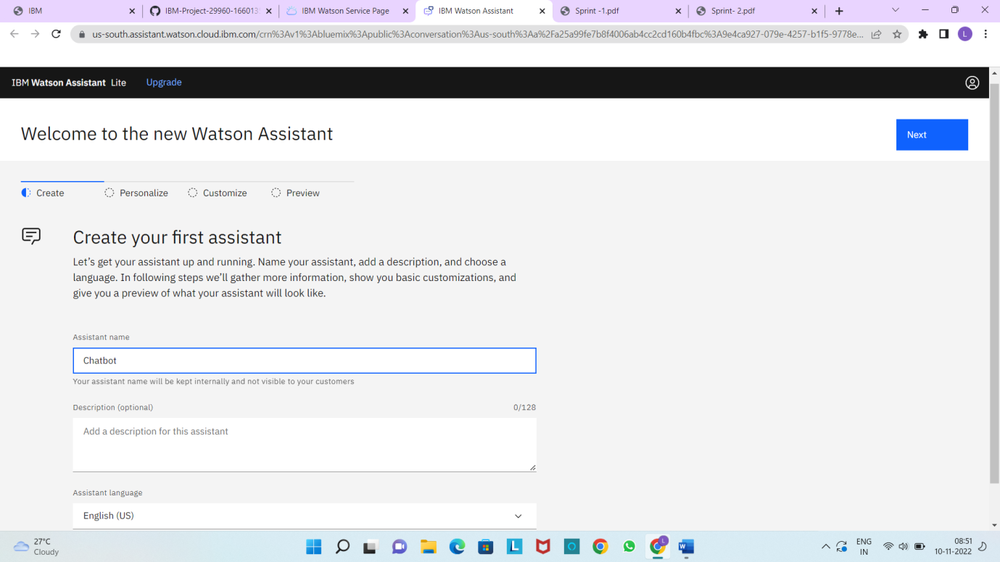 IBM
IBM-Project-29960-166013
IBM Watson Service Page
IBM Watson Assistant
Sprint -1.pdf
Sprint- 2.pdf
us-south.assistant.watson.cloud.ibm.com/crn%3Av1%3Abluemix%3Apublic%3Aconversation%3Aus-south%3Aa%2Fa25a99fe7b8f4006ab4cc2cd160b4fbc%3A9e4ca927-079e-4257-b1f5-9778e...
L
IBM Watson Assistant Lite
Upgrade
Welcome to the new Watson Assistant
Next
Create
Personalize
Customize
Preview
Create your first assistant
Let's get your assistant up and running. Name your assistant, add a description, and choose a
language. In following steps we'll gather more information, show you basic customizations, and
give you a preview of what your assistant will look like.
Assistant name
Chatbot
Your assistant name will be kept internally and not visible to your customers
Description (optional)
0/128
Add a description for this assistant
Assistant language
English (US)
27°C
Cloudy
L
L
W
ENG
IN
08:51
10-11-2022